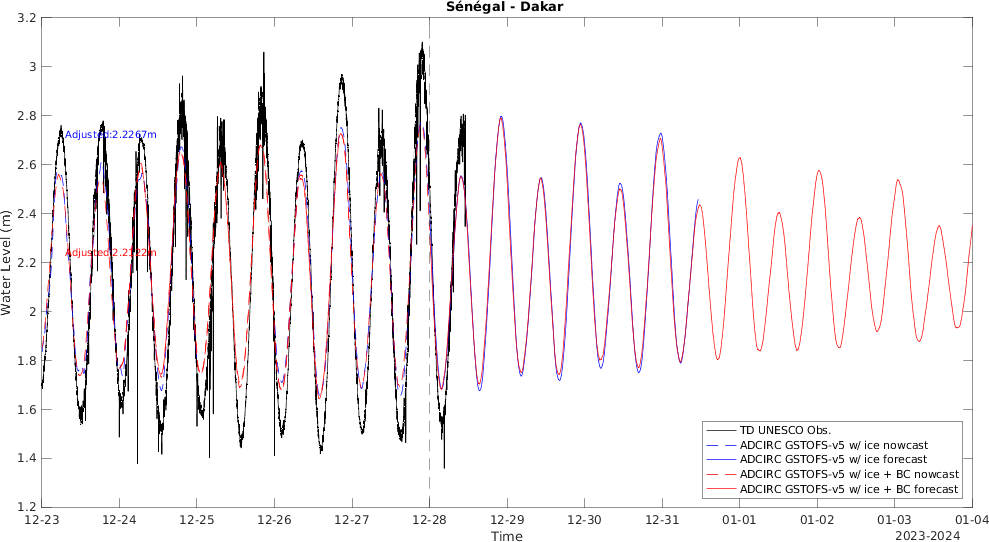 Sénégal - Dakar
3.2
3
2.8
2.6
2.4
2.2
2
1.8
1.6
1.4
1.2
Water Level (m)
Adjusted:2.2267m
Adjusted:2.2322m
TD UNESCO Obs.
ADCIRC GSTOFS-v5 w/ ice nowcast
ADCIRC GSTOFS-v5 w/ ice forecast
ADCIRC GSTOFS-v5 w/ ice + BC nowcast
ADCIRC GSTOFS-v5 w/ ice + BC forecast
12-23 12-24 12-25 12-26 12-27 12-28 12-29 12-30 12-31 01-01 01-02 01-03 01-04
Time
2023-2024